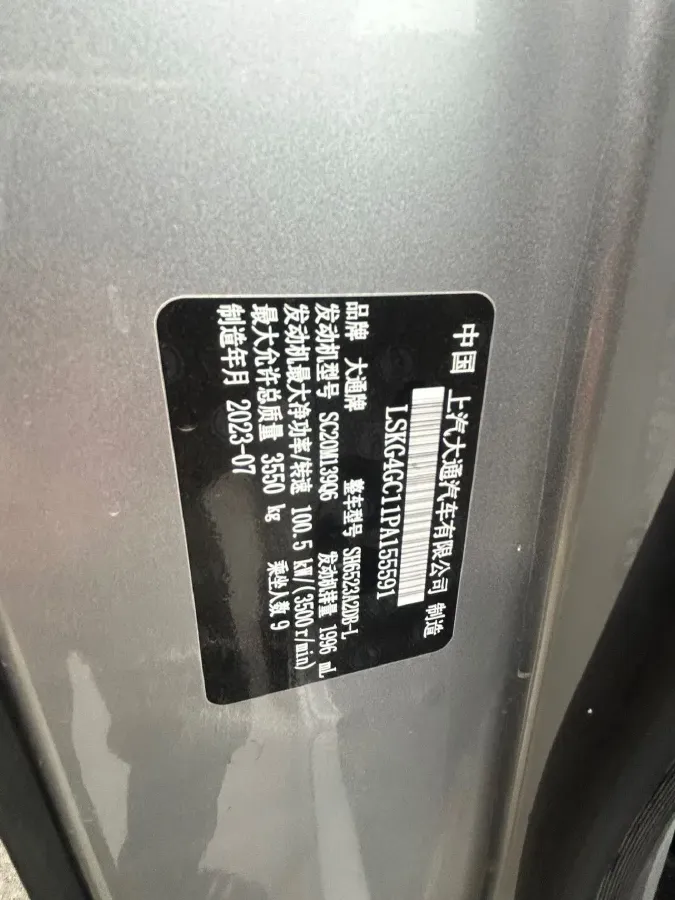 中国 上汽大通汽车有限公司 制造
LSKG4GC11PA155591
品牌 大通牌 整车型号 SH6523A2DB-L
发动机型号 SC20M139Q6 发动机排量 1996 mL
发动机最大净功率/转速 100.5 kW/(3500r/min)
最大允许总质量 3550 kg 乘坐人数 9
制造年月 2023-07